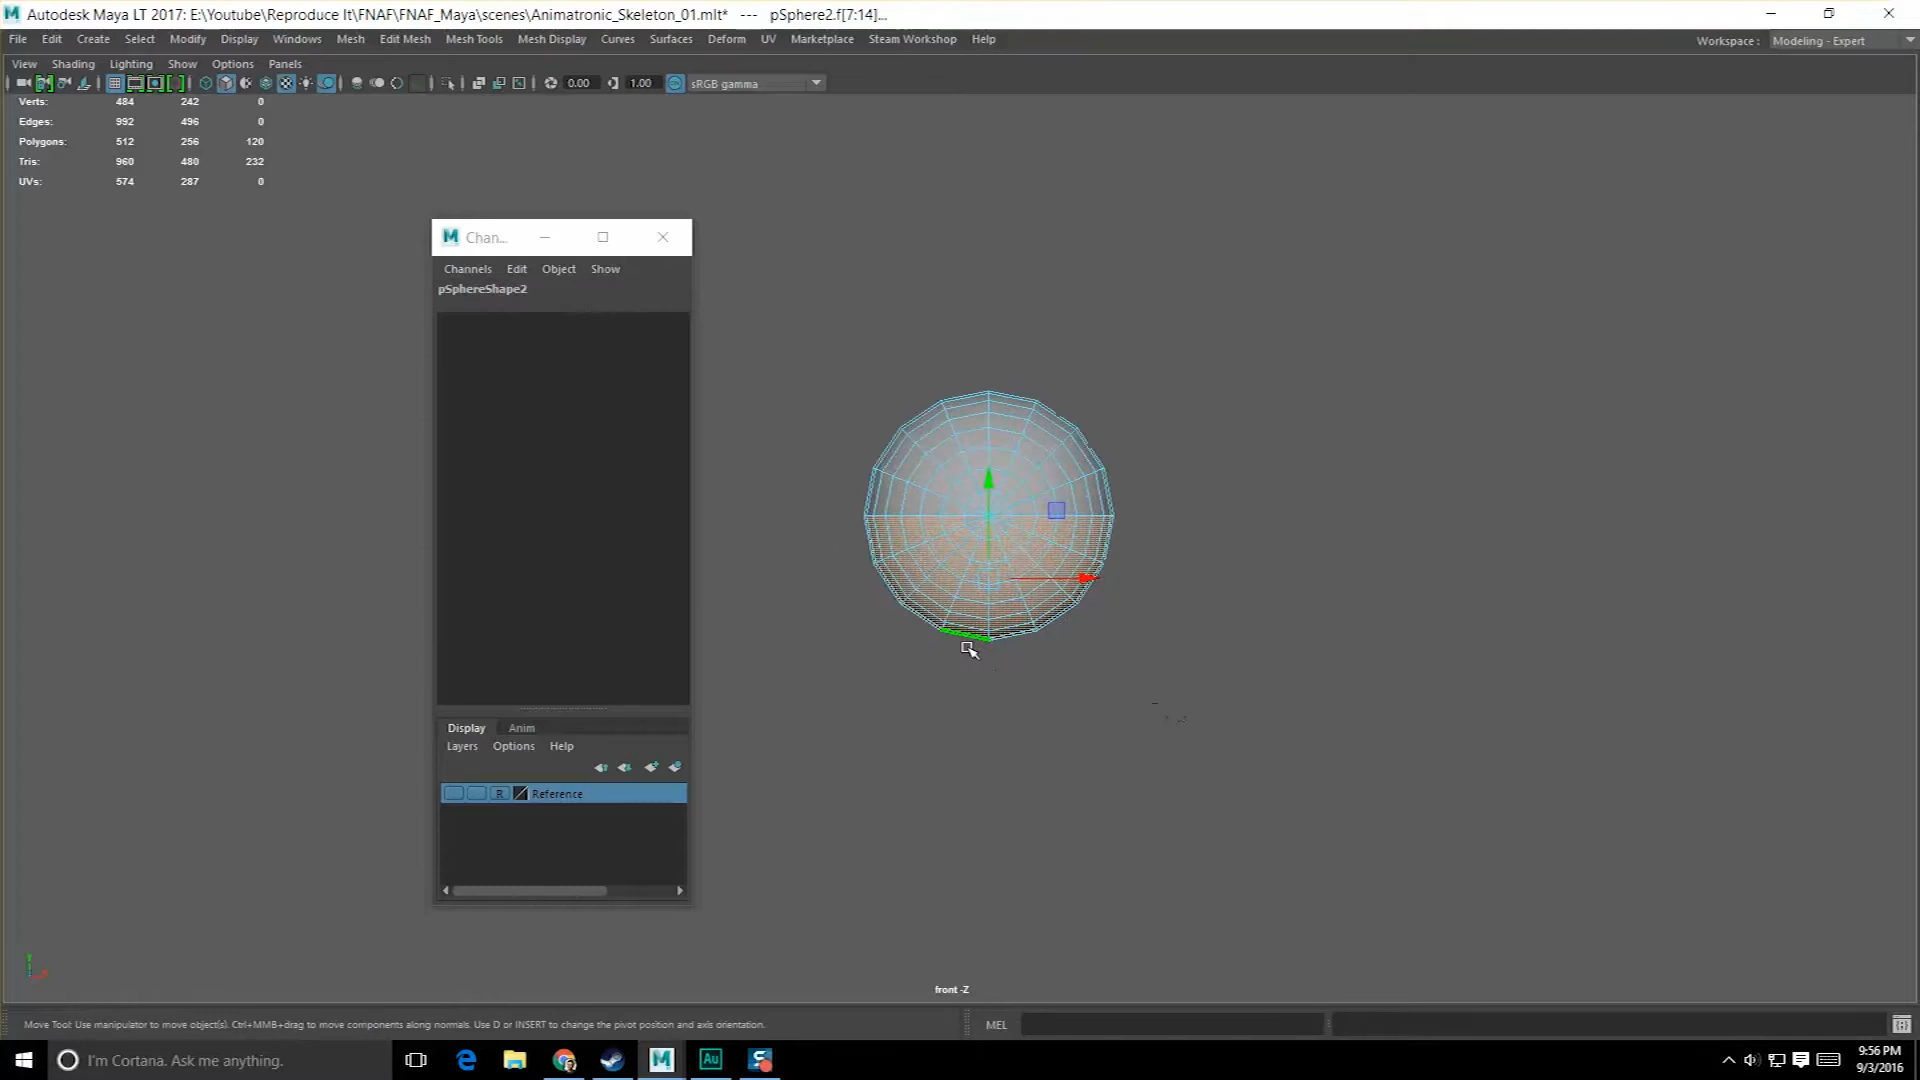 Autodesk Maya LT 2017: E:\Youtube\Reproduce It\FNAF\FNAF_Maya\scenes\Animatronic_Skeleton_01.mlt* --- pSphere2.f[7:14]...
File Edit Create Select Modify Display Windows Mesh Edit Mesh Mesh Tools Mesh Display Curves Surfaces Deform UV Marketplace Steam Workshop Help Workspace: Modeling - Expert
View Shading Lighting Show Options Panels
0.00 1.00 sRGB gamma
Verts: 484 242 0
Edges: 992 496 0
Polygons: 512 256 120
Tris: 960 480 232
UVs: 574 287 0
Chan...
Channels Edit Object Show
pSphereShape2
Display Anim
Layers Options Help
R Reference
front -Z
Move Tool: Use manipulator to move object(s). Ctrl+MMB+drag to move components along normals. Use D or INSERT to change the pivot position and axis orientation. MEL
I'm Cortana. Ask me anything.
Au
9:56 PM
9/3/2016